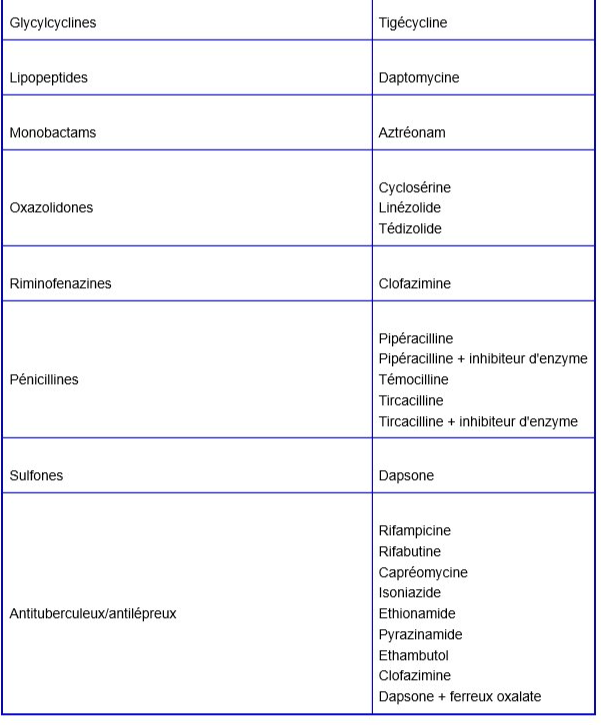 Glycylcyclines Tigécycline
Lipopeptides Daptomycine
Monobactams Aztréonam
Oxazolidones
Cyclosérine
Linézolide
Tédizolide
Riminofenazines Clofazimine
Pénicillines
Pipéracilline
Pipéracilline + inhibiteur d'enzyme
Témocilline
Tircacilline
Tircacilline + inhibiteur d'enzyme
Sulfones Dapsone
Antituberculeux/antilépreux
Rifampicine
Rifabutine
Capréomycine
Isoniazide
Ethionamide
Pyrazinamide
Ethambutol
Clofazimine
Dapsone + ferreux oxalate